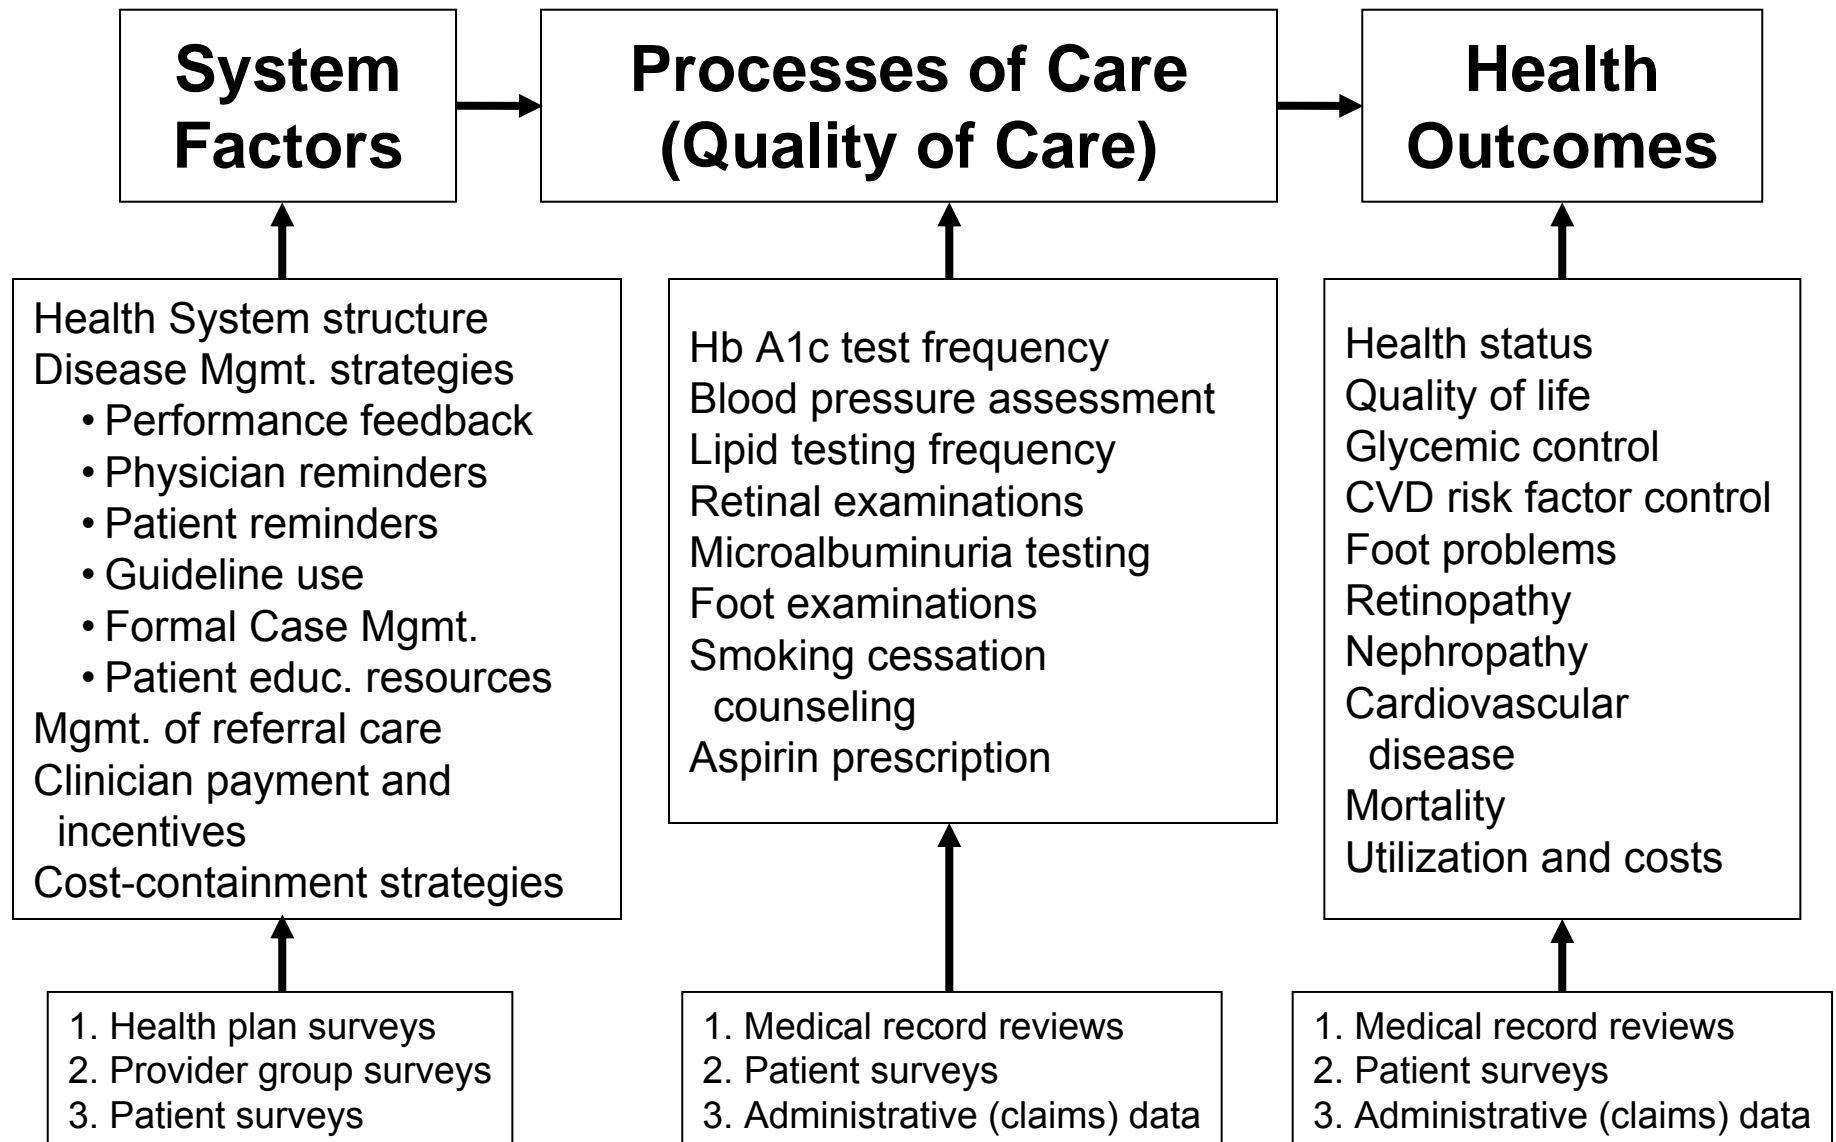 System
Factors
Processes of Care
(Quality of Care)
Health
Outcomes
Health System structure
Disease Mgmt. strategies
• Performance feedback
• Physician reminders
• Patient reminders
• Guideline use
• Formal Case Mgmt.
• Patient educ. resources
Mgmt. of referral care
Clinician payment and
incentives
Cost-containment strategies
Hb A1c test frequency
Blood pressure assessment
Lipid testing frequency
Retinal examinations
Microalbuminuria testing
Foot examinations
Smoking cessation
counseling
Aspirin prescription
Health status
Quality of life
Glycemic control
CVD risk factor control
Foot problems
Retinopathy
Nephropathy
Cardiovascular
disease
Mortality
Utilization and costs
1. Health plan surveys
2. Provider group surveys
3. Patient surveys
1. Medical record reviews
2. Patient surveys
3. Administrative (claims) data
1. Medical record reviews
2. Patient surveys
3. Administrative (claims) data